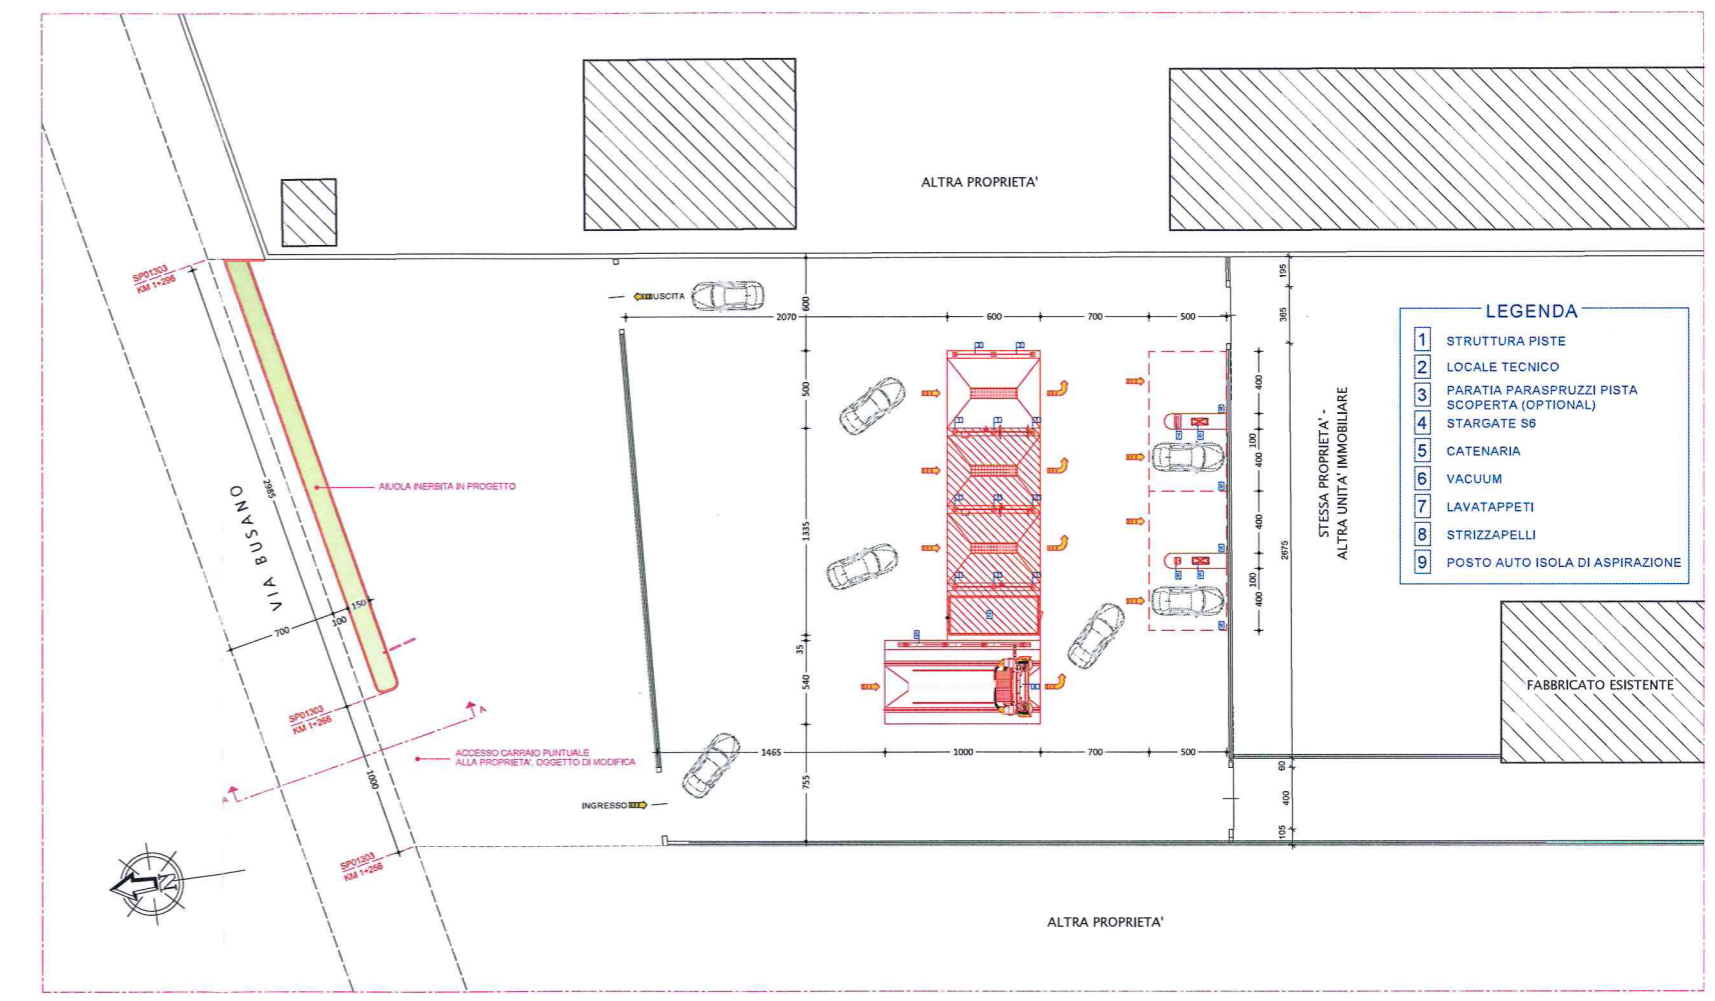 ALTRA PROPRIETA'
SP01303
KM 1+296
USCITA
195
600
2070
600
700
500
365
LEGENDA
1 STRUTTURA PISTE
2 LOCALE TECNICO
3 PARATIA PARASPRUZZI PISTA
SCOPERTA (OPTIONAL)
4 STARGATE S6
5 CATENARIA
6 VACUUM
7 LAVATAPPETI
8 STRIZZAPELLI
9 POSTO AUTO ISOLA DI ASPIRAZIONE
500
400
100
400
STESSA PROPRIETA' -
ALTRA UNITA' IMMOBILIARE
AIUOLA INERBITA IN PROGETTO
VIA BUSANO
2985
1335
400
2675
100
400
150
100
700
35
540
FABBRICATO ESISTENTE
SP01303
KM 1+266
A
ACCESSO CARRAIO PUNTUALE
ALLA PROPRIETA', OGGETTO DI MODIFICA
1465
1000
700
500
1000
A
755
60
400
105
INGRESSO
SP01303
KM 1+256
N
ALTRA PROPRIETA'